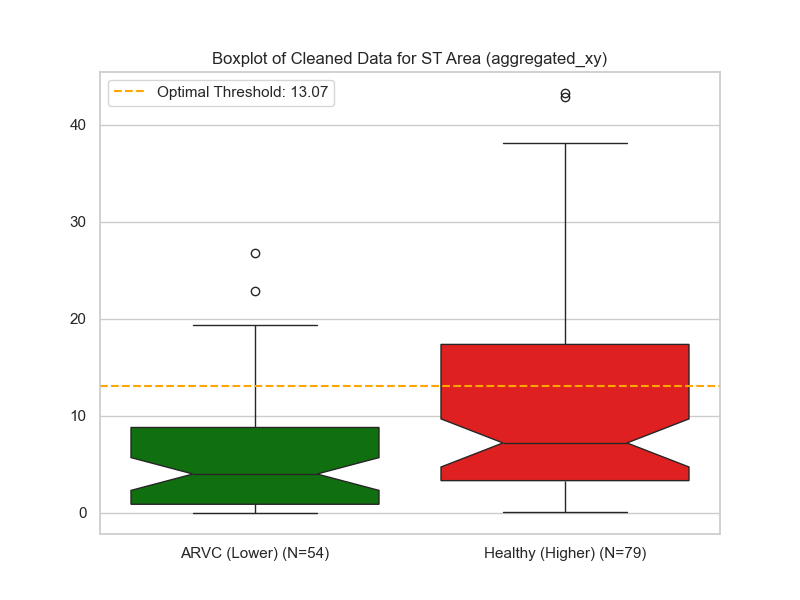 Boxplot of Cleaned Data for ST Area (aggregated_xy)
Optimal Threshold: 13.07
40
30
20
10
0
ARVC (Lower) (N=54)
Healthy (Higher) (N=79)